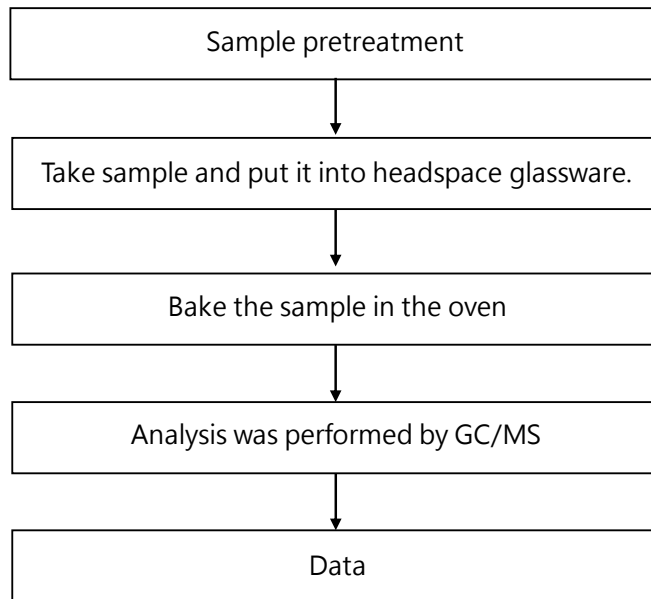 Sample pretreatment
Take sample and put it into headspace glassware.
Bake the sample in the oven
Analysis was performed by GC/MS
Data